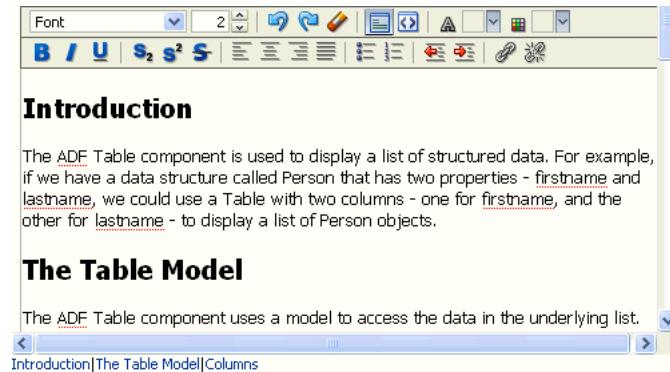 Font 2 A
B I U S2 S² S
Introduction
The ADF Table component is used to display a list of structured data. For example,
if we have a data structure called Person that has two properties - firstname and
lastname, we could use a Table with two columns - one for firstname, and the
other for lastname - to display a list of Person objects.
The Table Model
The ADF Table component uses a model to access the data in the underlying list.
Introduction|The Table Model|Columns